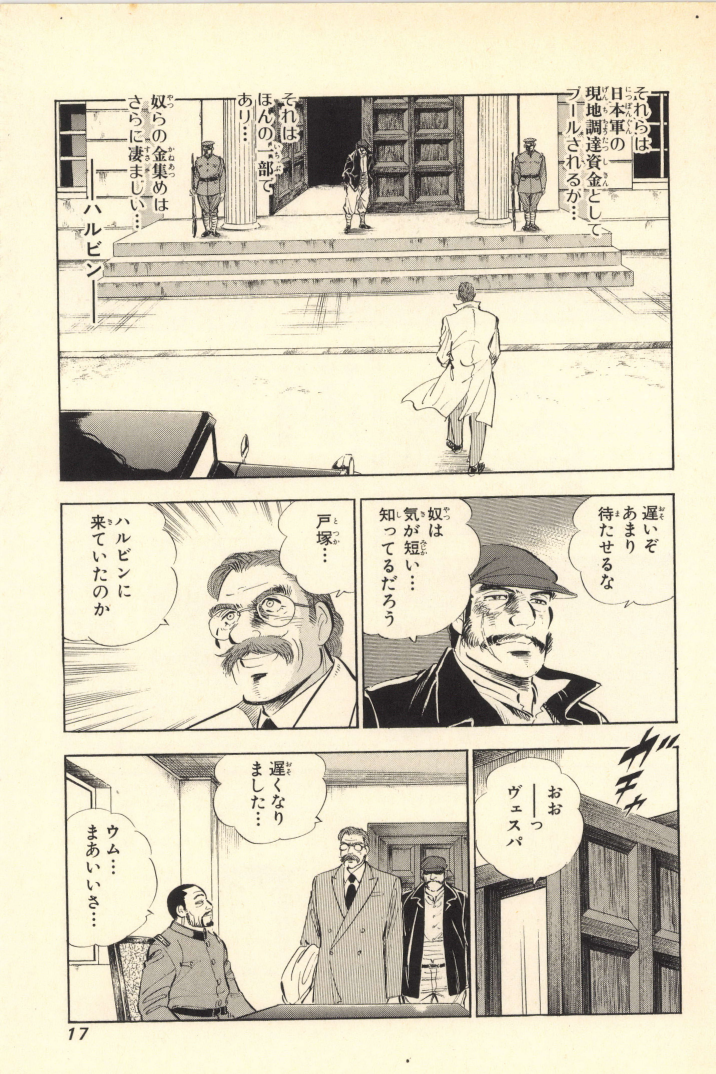 それらは
日本軍の
現地調達資金として
プールされるが…
それは
ほんの一部で
あり…
奴らの金集めは
さらに凄まじい…
――ハルビン――
遅いぞ
あまり
待たせるな
奴は
気が短い…
知ってるだろう
戸塚…
ハルビンに
来ていたのか
ガチャ
おお
――っ
ヴェスパ
遅くなり
ました…
ウム…
まあいいさ…
17